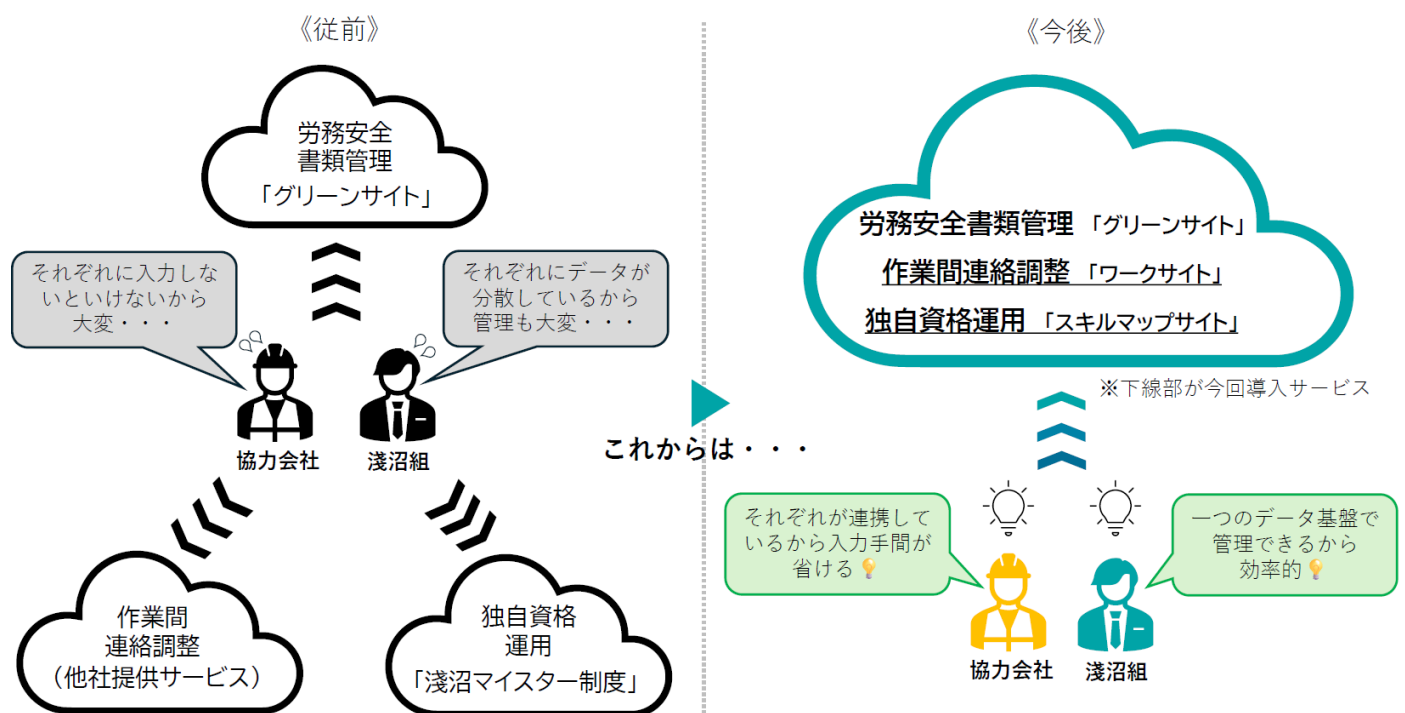 《従前》
労務安全
書類管理
「グリーンサイト」
それぞれに入力しな
いといけないから
大変・・・
それぞれにデータが
分散しているから
管理も大変・・・
協力会社
淺沼組
作業間
連絡調整
（他社提供サービス）
独自資格
運用
「淺沼マイスター制度」
これからは・・・
《今後》
労務安全書類管理 「グリーンサイト」
作業間連絡調整 「ワークサイト」
独自資格運用 「スキルマップサイト」
※下線部が今回導入サービス
それぞれが連携して
いるから入力手間が
省ける
一つのデータ基盤で
管理できるから
効率的
協力会社
淺沼組